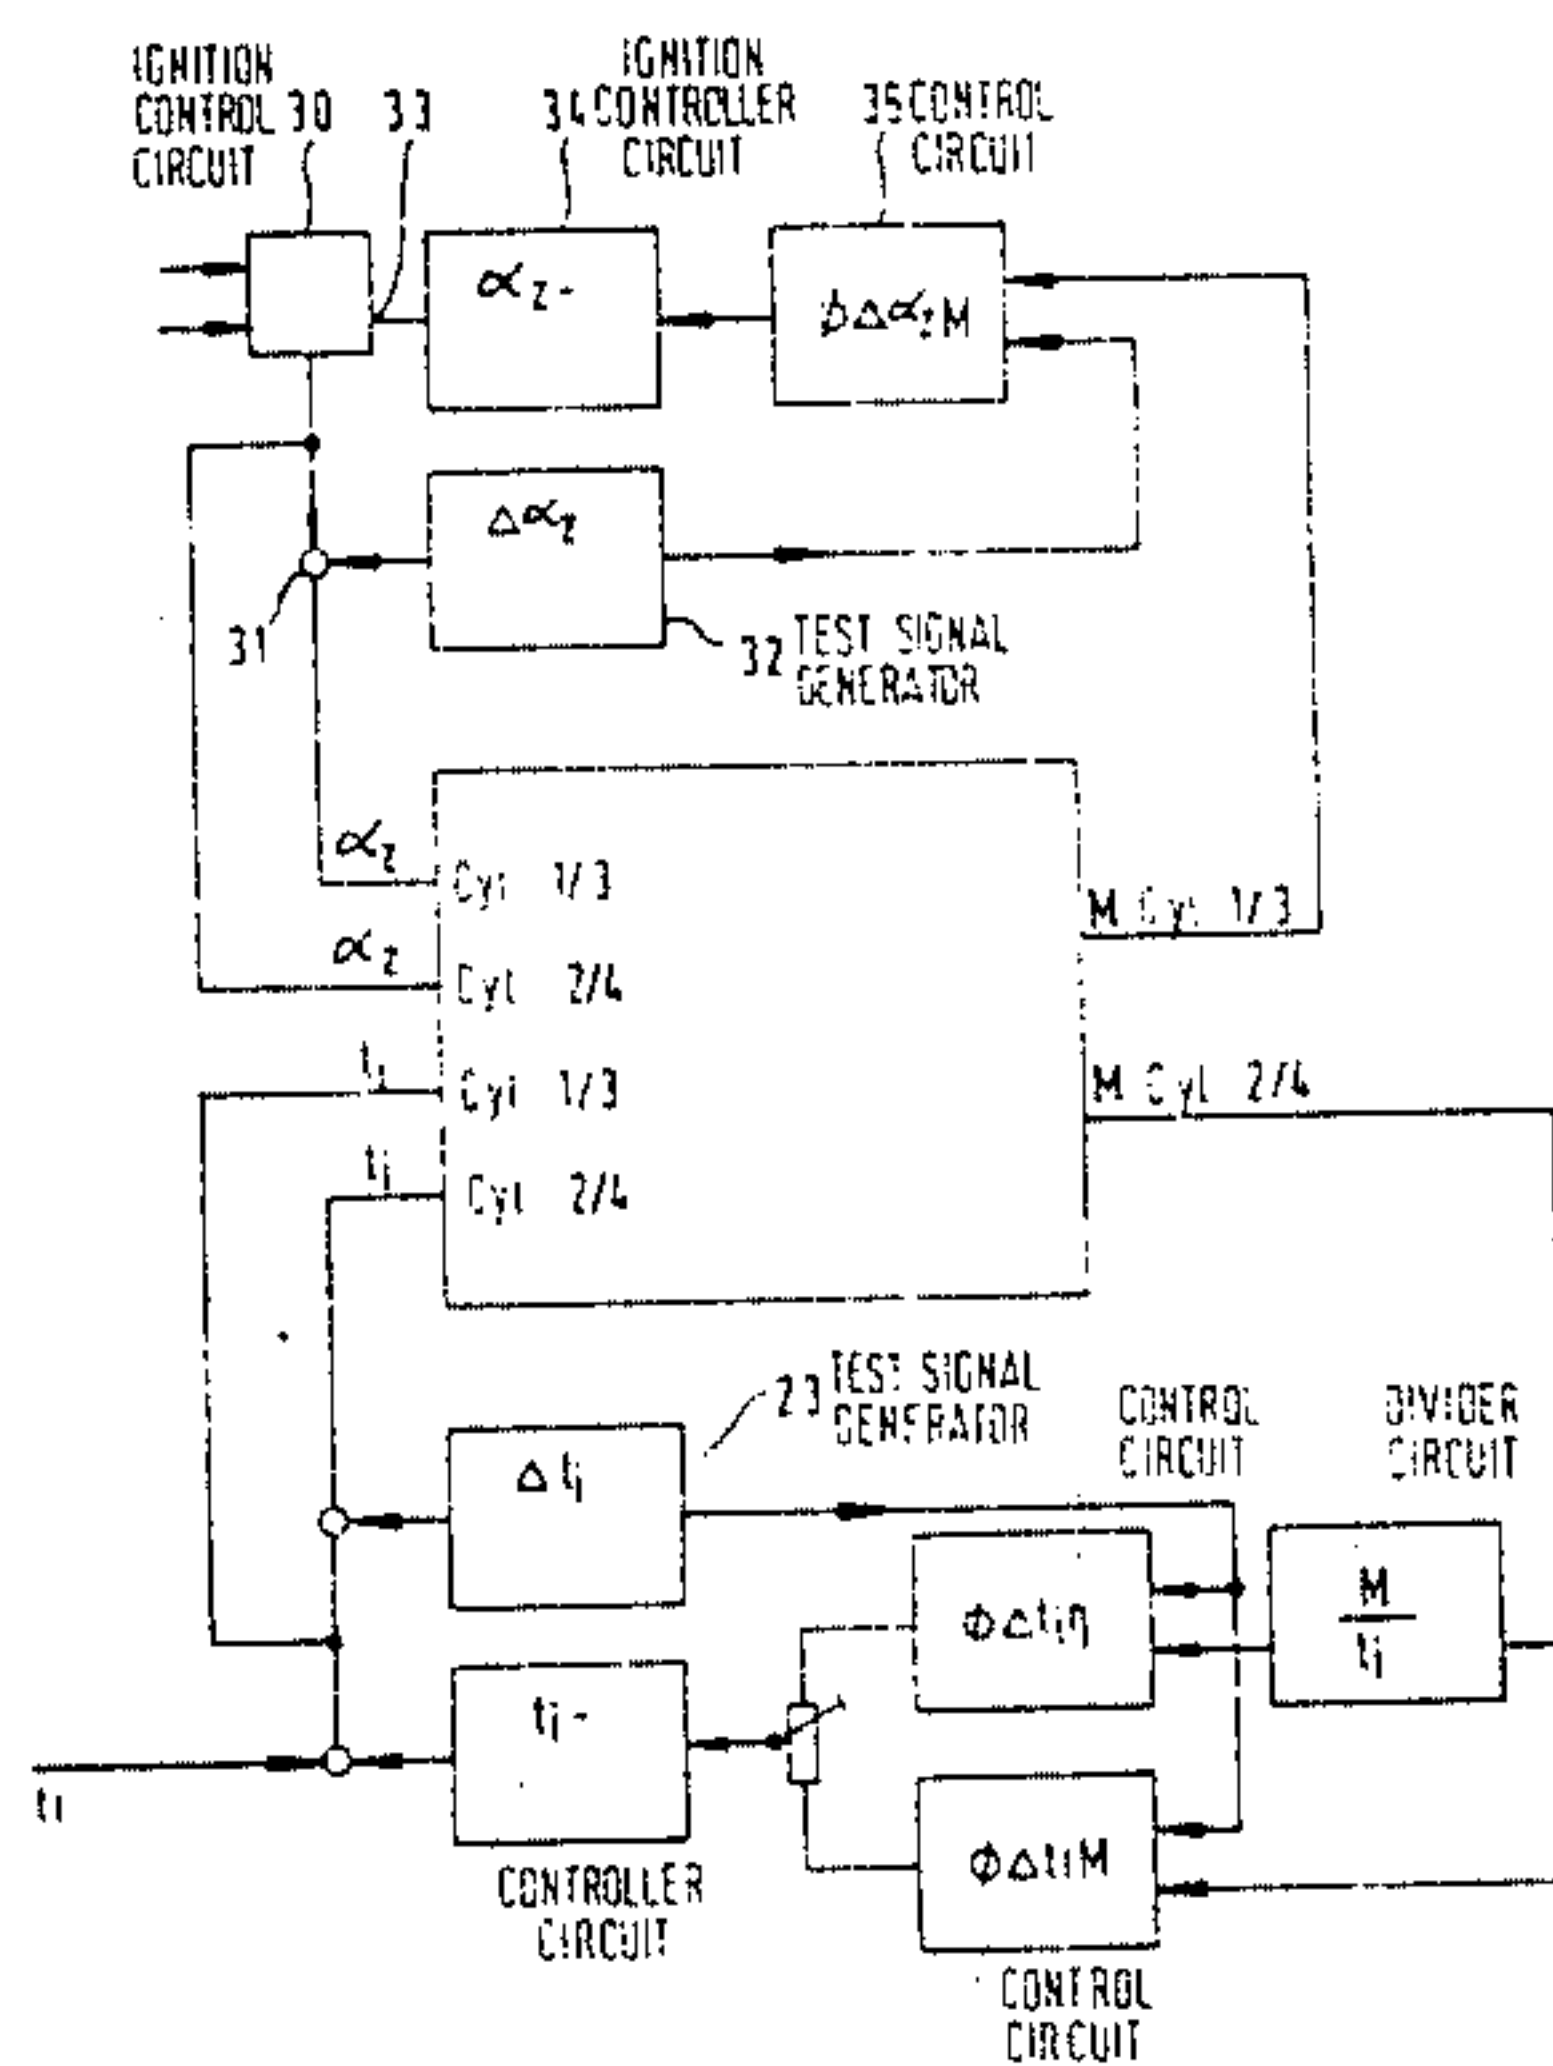 IGNITION
CONTROL 30
CIRCUIT
33
34 IGNITION
CONTROLLER
CIRCUIT
35 CONTROL
CIRCUIT
αz -
ϕΔαzM
Δαz
31
32 TEST SIGNAL
GENERATOR
αz
Cyl 1/3
αz
Cyl 2/4
ti
Cyl 1/3
ti
Cyl 2/4
M Cyl 1/3
M Cyl 2/4
23 TEST SIGNAL
GENERATOR
CONTROL
CIRCUIT
DIVIDER
CIRCUIT
Δti
ϕΔtiη
M
ti
ti -
ti
ϕΔtiM
CONTROLLER
CIRCUIT
CONTROL
CIRCUIT